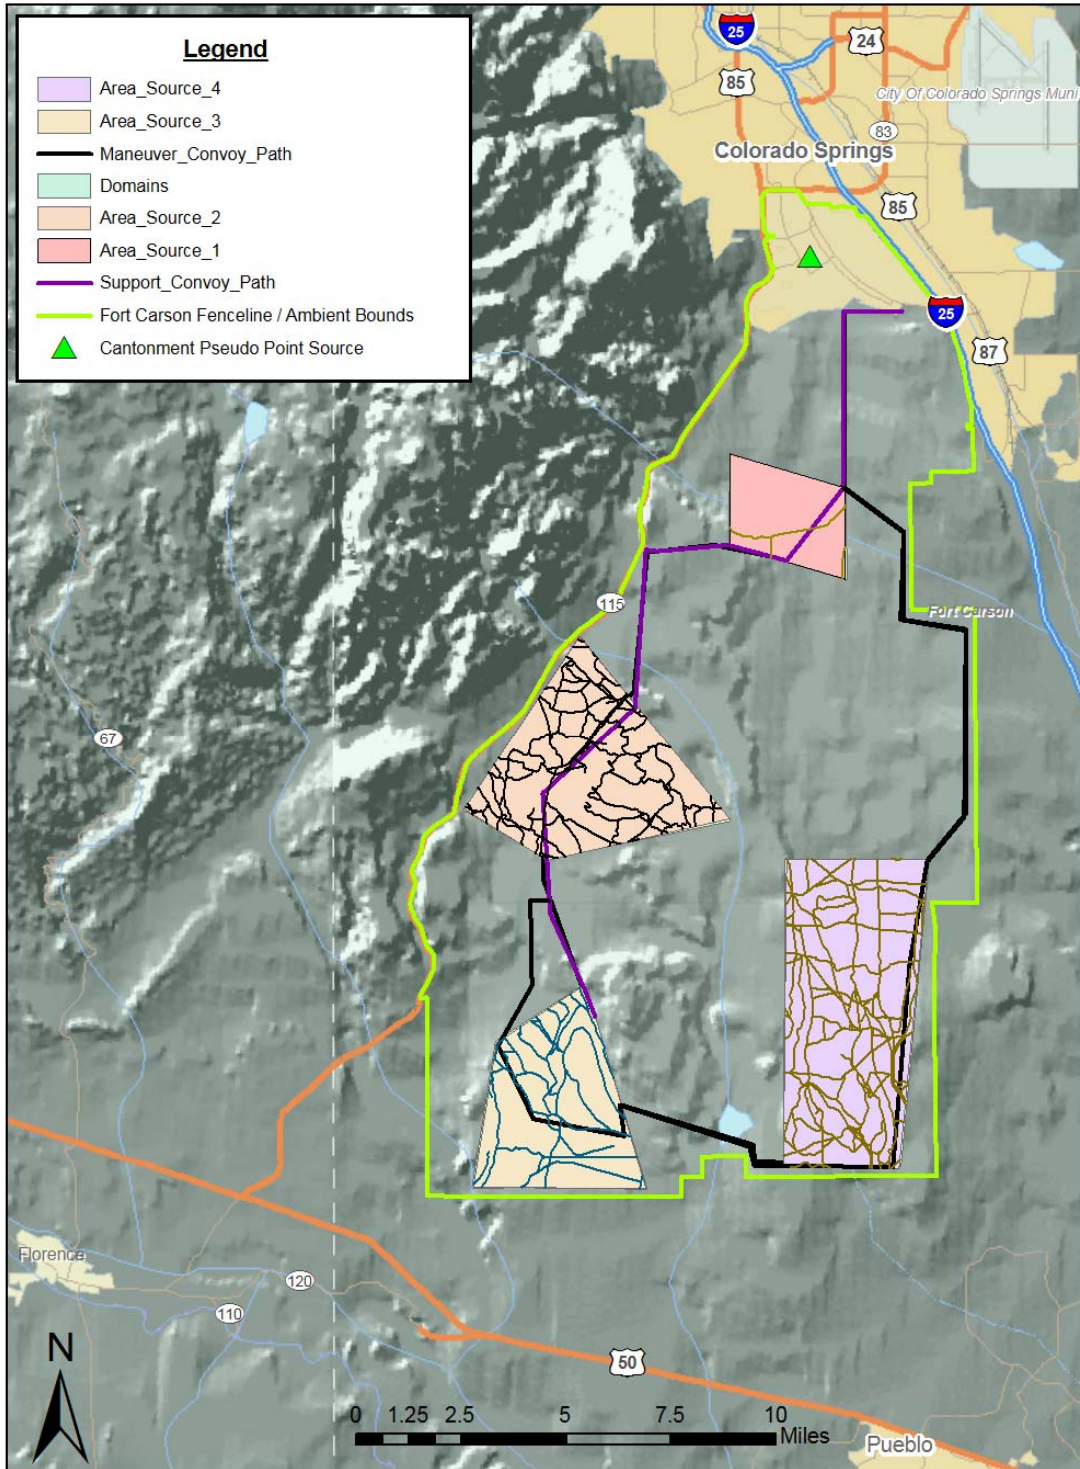 Legend
Area_Source_4
Area_Source_3
Maneuver_Convoy_Path
Domains
Area_Source_2
Area_Source_1
Support_Convoy_Path
Fort Carson Fenceline / Ambient Bounds
Cantonment Pseudo Point Source
25
24
85
City Of Colorado Springs Muni
83
Colorado Springs
85
25
87
115
Fort Carson
67
Florence
120
110
N
50
0 1.25 2.5 5 7.5 10
Miles
Pueblo